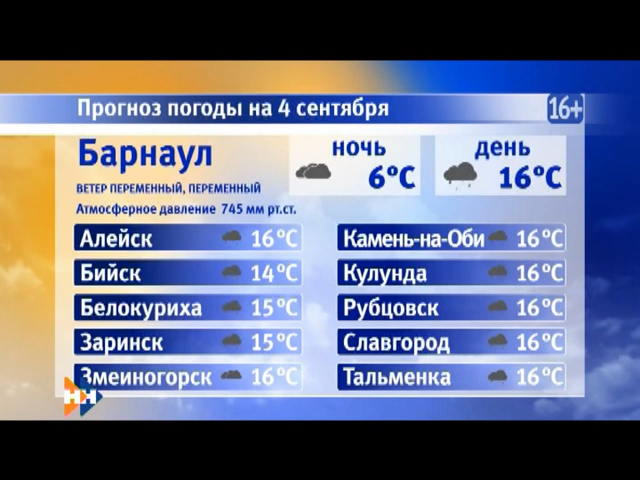 Прогноз погоды на 4 сентября
16+
Барнаул
ночь
6°C
день
16°C
ВЕТЕР ПЕРЕМЕННЫЙ, ПЕРЕМЕННЫЙ
Атмосферное давление 745 мм рт.ст.
Алейск 16°C
Камень-на-Оби 16°C
Бийск 14°C
Кулунда 16°C
Белокуриха 15°C
Рубцовск 16°C
Заринск 15°C
Славгород 16°C
Змеиногорск 16°C
Тальменка 16°C
НН